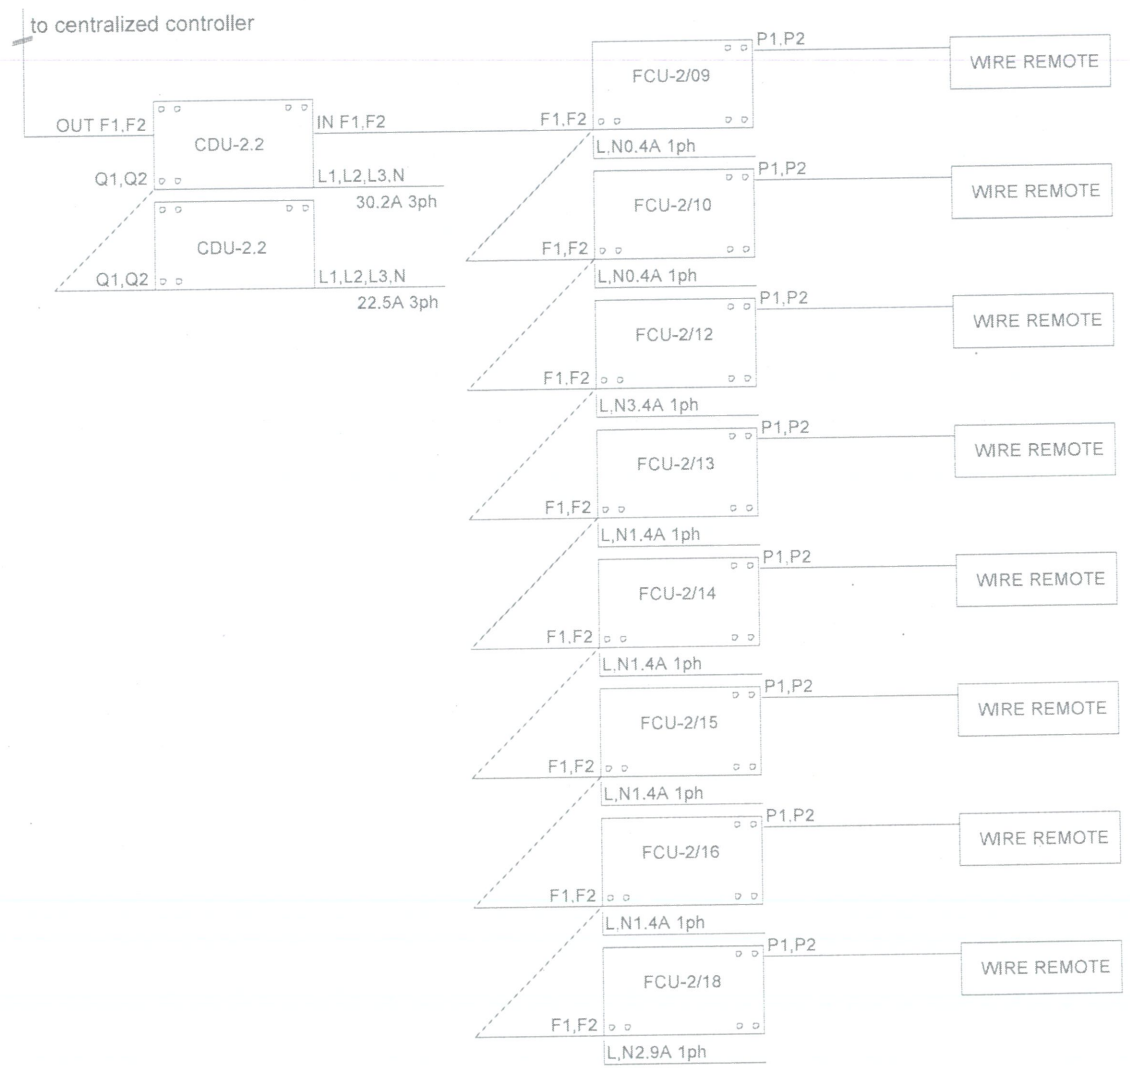 to centralized controller
OUT F1,F2
CDU-2.2
IN F1,F2
Q1,Q2
L1,L2,L3,N
30.2A 3ph
CDU-2.2
Q1,Q2
L1,L2,L3,N
22.5A 3ph
P1,P2
FCU-2/09
WIRE REMOTE
F1,F2
L,N0.4A 1ph
P1,P2
FCU-2/10
WIRE REMOTE
F1,F2
L,N0.4A 1ph
P1,P2
FCU-2/12
WIRE REMOTE
F1,F2
L,N3.4A 1ph
P1,P2
FCU-2/13
WIRE REMOTE
F1,F2
L,N1.4A 1ph
P1,P2
FCU-2/14
WIRE REMOTE
F1,F2
L,N1.4A 1ph
P1,P2
FCU-2/15
WIRE REMOTE
F1,F2
L,N1.4A 1ph
P1,P2
FCU-2/16
WIRE REMOTE
F1,F2
L,N1.4A 1ph
P1,P2
FCU-2/18
WIRE REMOTE
F1,F2
L,N2.9A 1ph